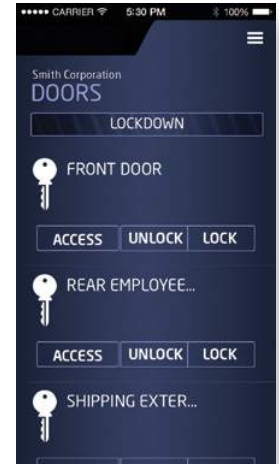 CARRIER 5:30 PM 100%
Smith Corporation
DOORS
LOCKDOWN
FRONT DOOR
ACCESS UNLOCK LOCK
REAR EMPLOYEE...
ACCESS UNLOCK LOCK
SHIPPING EXTER...